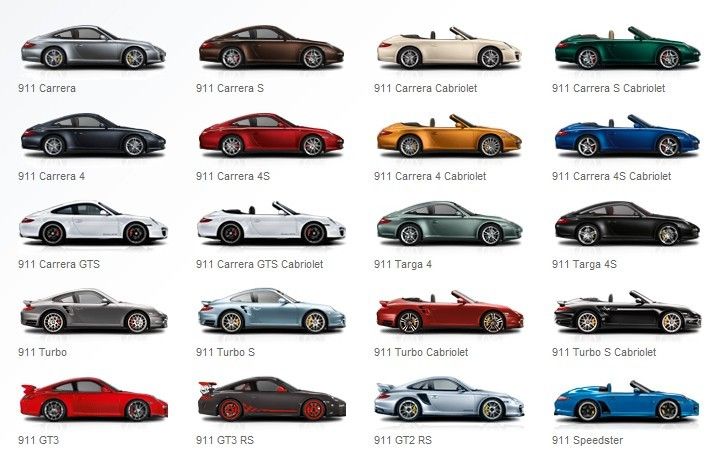 911 Carrera
911 Carrera S
911 Carrera Cabriolet
911 Carrera S Cabriolet
911 Carrera 4
911 Carrera 4S
911 Carrera 4 Cabriolet
911 Carrera 4S Cabriolet
911 Carrera GTS
911 Carrera GTS Cabriolet
911 Targa 4
911 Targa 4S
911 Turbo
911 Turbo S
911 Turbo Cabriolet
911 Turbo S Cabriolet
911 GT3
911 GT3 RS
911 GT2 RS
911 Speedster